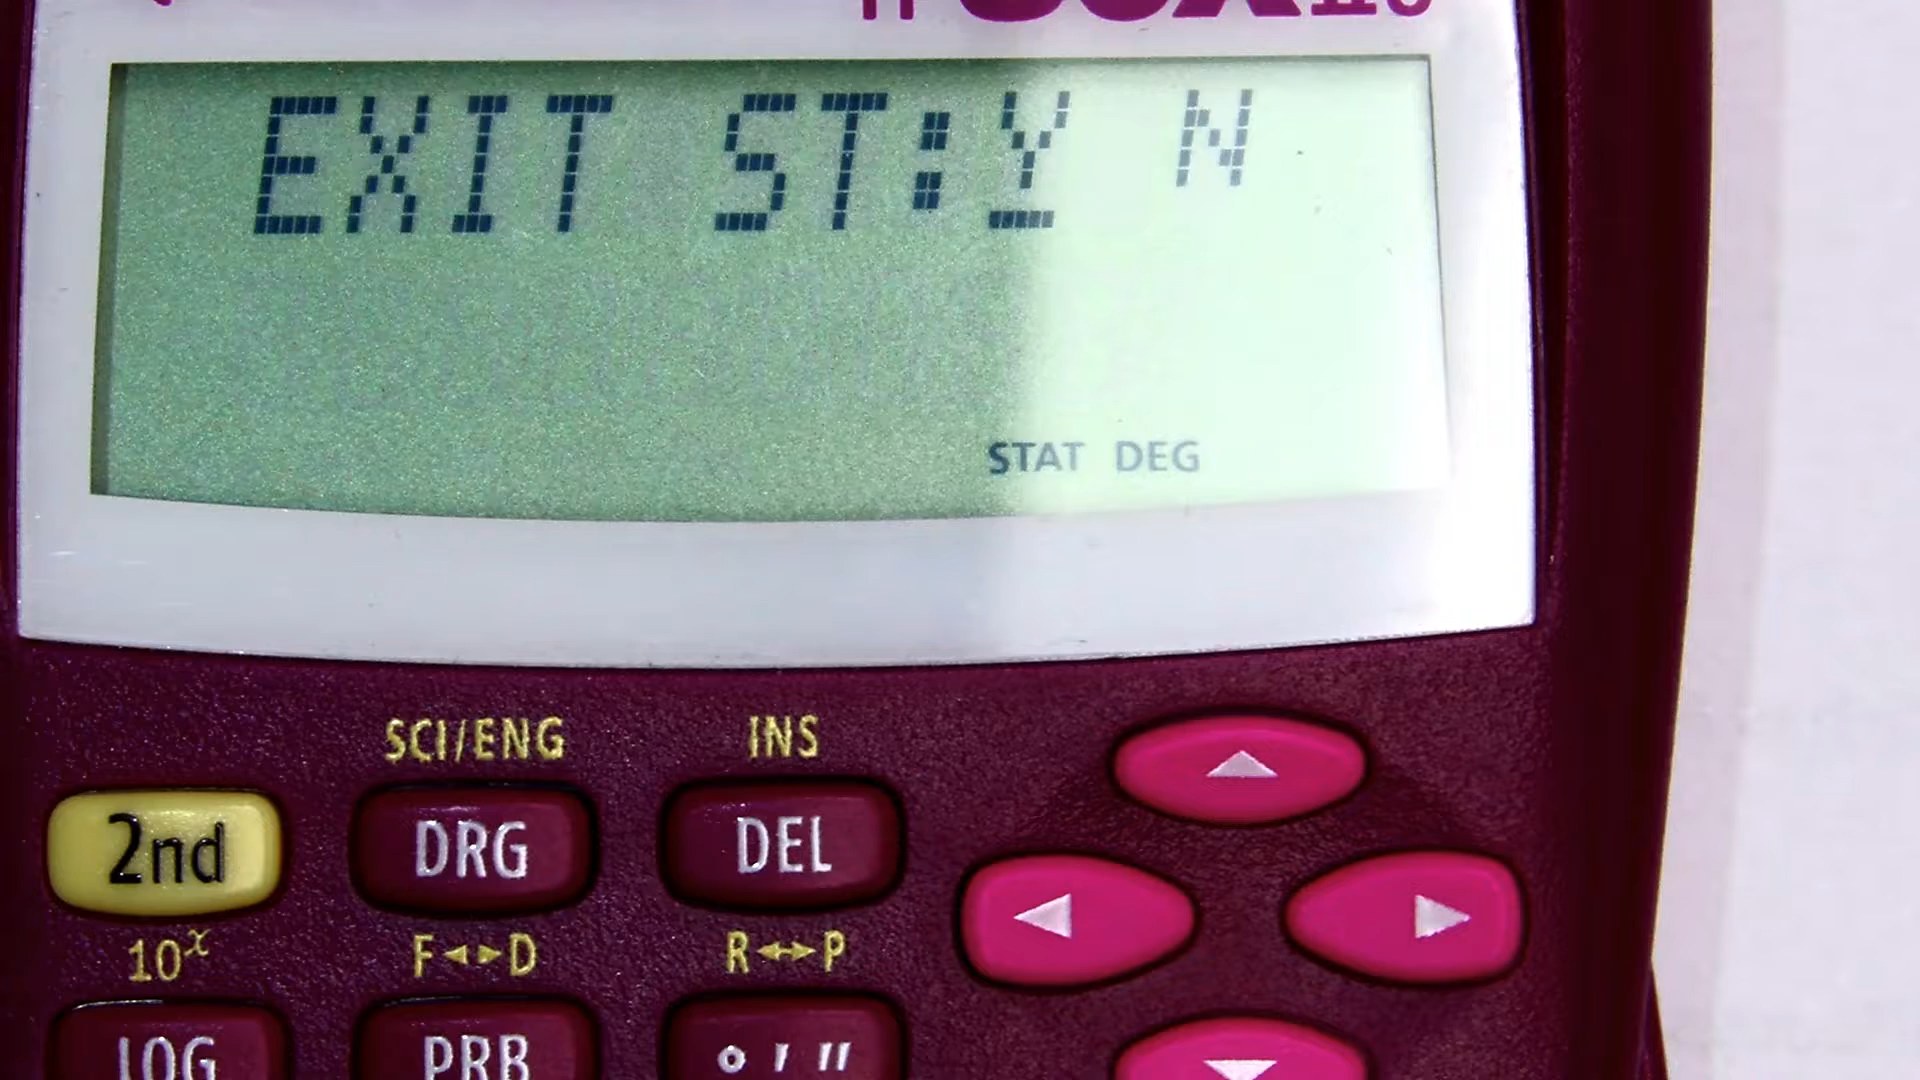 EXIT ST:Y N
STAT DEG
SCI/ENG INS
2nd DRG DEL
10ˣ F◄►D R◄►P
LOG PRB ° ' "